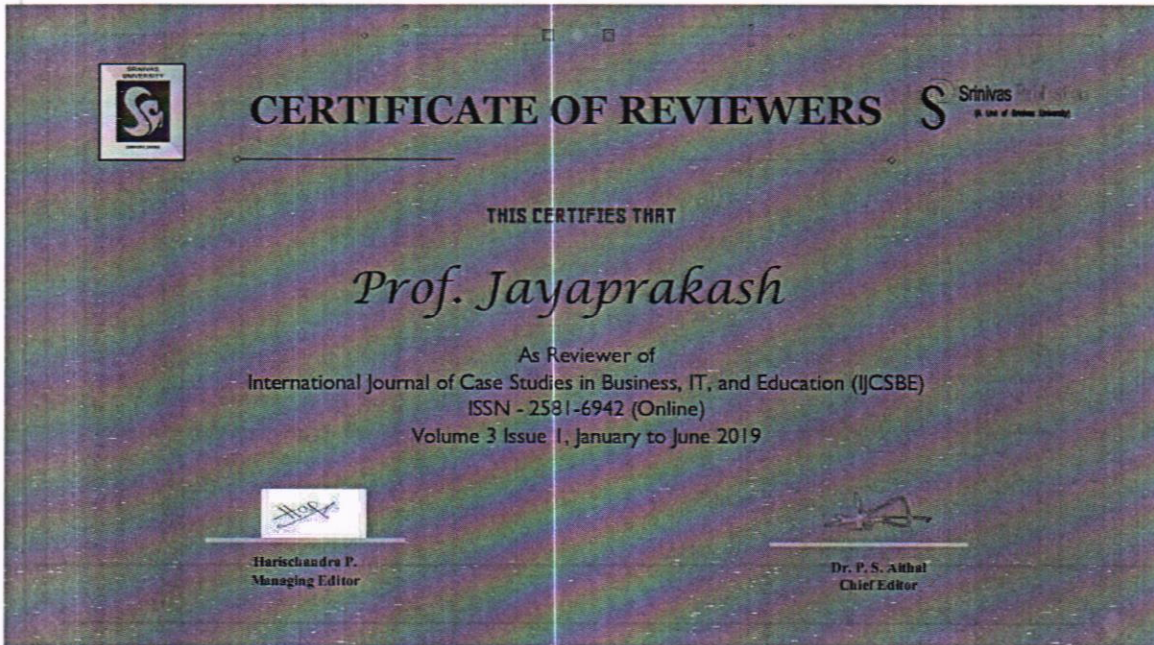 SRINIVAS
UNIVERSITY
CERTIFICATE OF REVIEWERS
Srinivas
THIS CERTIFIES THAT
Prof. Jayaprakash
As Reviewer of
International Journal of Case Studies in Business, IT, and Education (IJCSBE)
ISSN - 2581-6942 (Online)
Volume 3 Issue 1, January to June 2019
Harischandra P.
Managing Editor
Dr. P. S. Aithal
Chief Editor